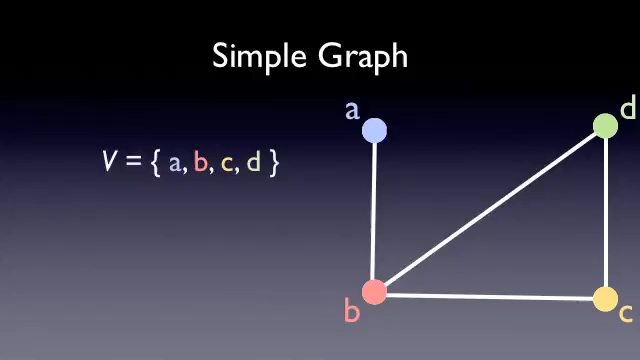 Simple Graph
a
d
V = { a, b, c, d }
b
c